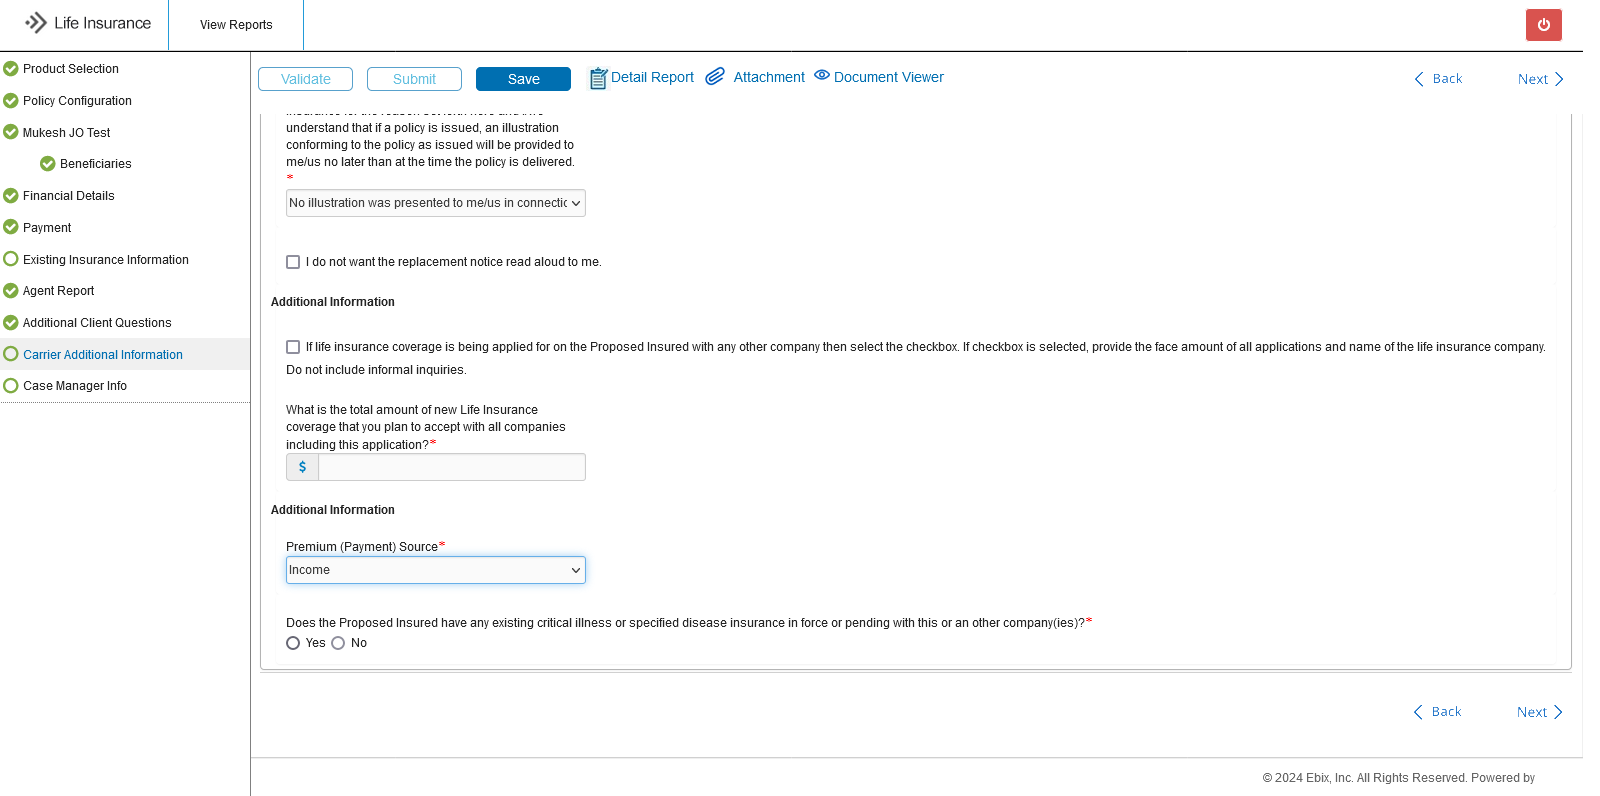 Life Insurance
View Reports
Product Selection
Policy Configuration
Mukesh JO Test
Beneficiaries
Financial Details
Payment
Existing Insurance Information
Agent Report
Additional Client Questions
Carrier Additional Information
Case Manager Info
Validate
Submit
Save
Detail Report
Attachment
Document Viewer
Back
Next
understand that if a policy is issued, an illustration
conforming to the policy as issued will be provided to
me/us no later than at the time the policy is delivered.
*
No illustration was presented to me/us in connectic
I do not want the replacement notice read aloud to me.
Additional Information
If life insurance coverage is being applied for on the Proposed Insured with any other company then select the checkbox. If checkbox is selected, provide the face amount of all applications and name of the life insurance company.
Do not include informal inquiries.
What is the total amount of new Life Insurance
coverage that you plan to accept with all companies
including this application?*
$
Additional Information
Premium (Payment) Source*
Income
Does the Proposed Insured have any existing critical illness or specified disease insurance in force or pending with this or an other company(ies)?*
Yes
No
Back
Next
© 2024 Ebix, Inc. All Rights Reserved. Powered by